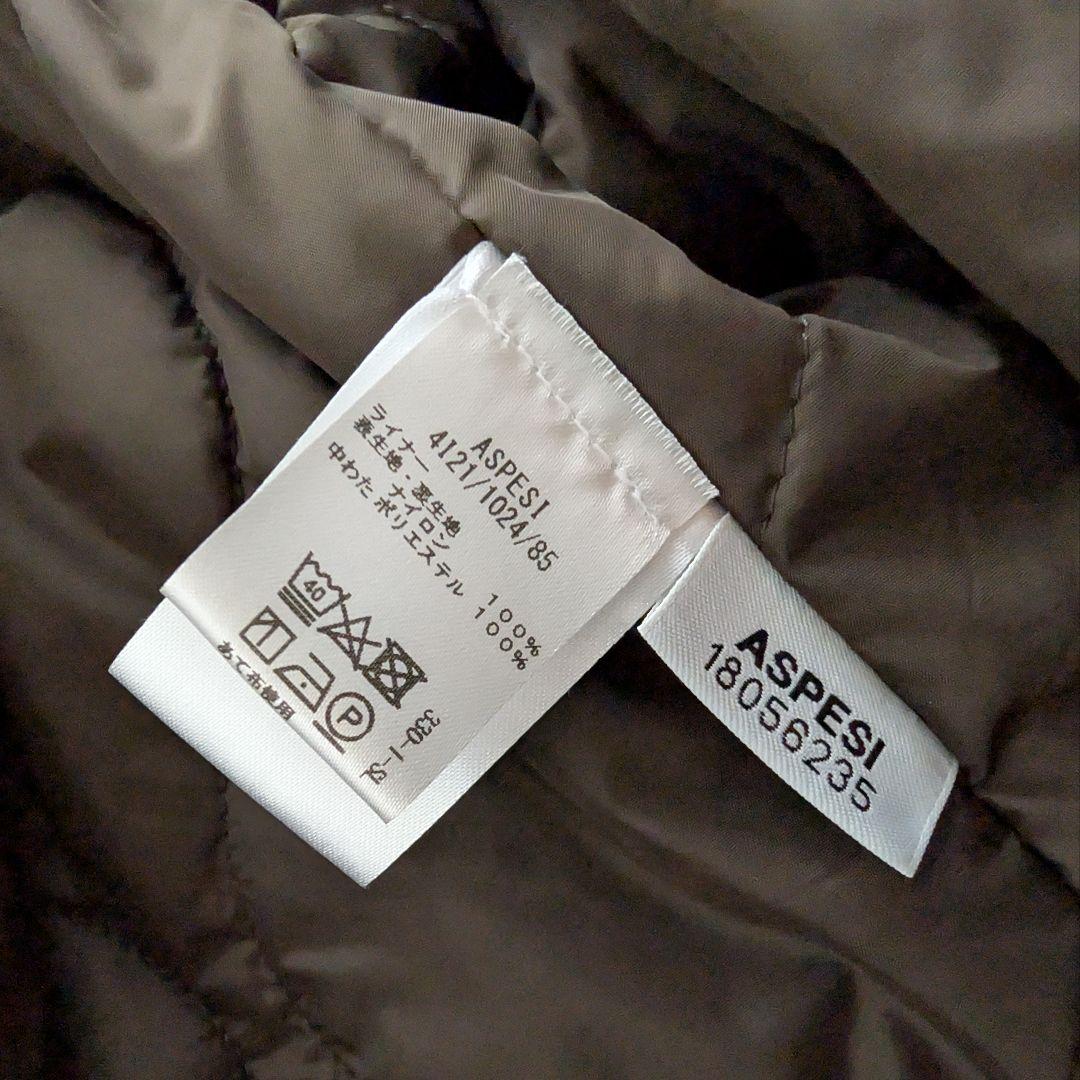 ASPESI
4I21/1024/85
ライナー
表生地・裏生地
ナイロン 100%
中わた ポリエステル 100%
40
P
あて布使用
330-I-SL
ASPESI
18056235